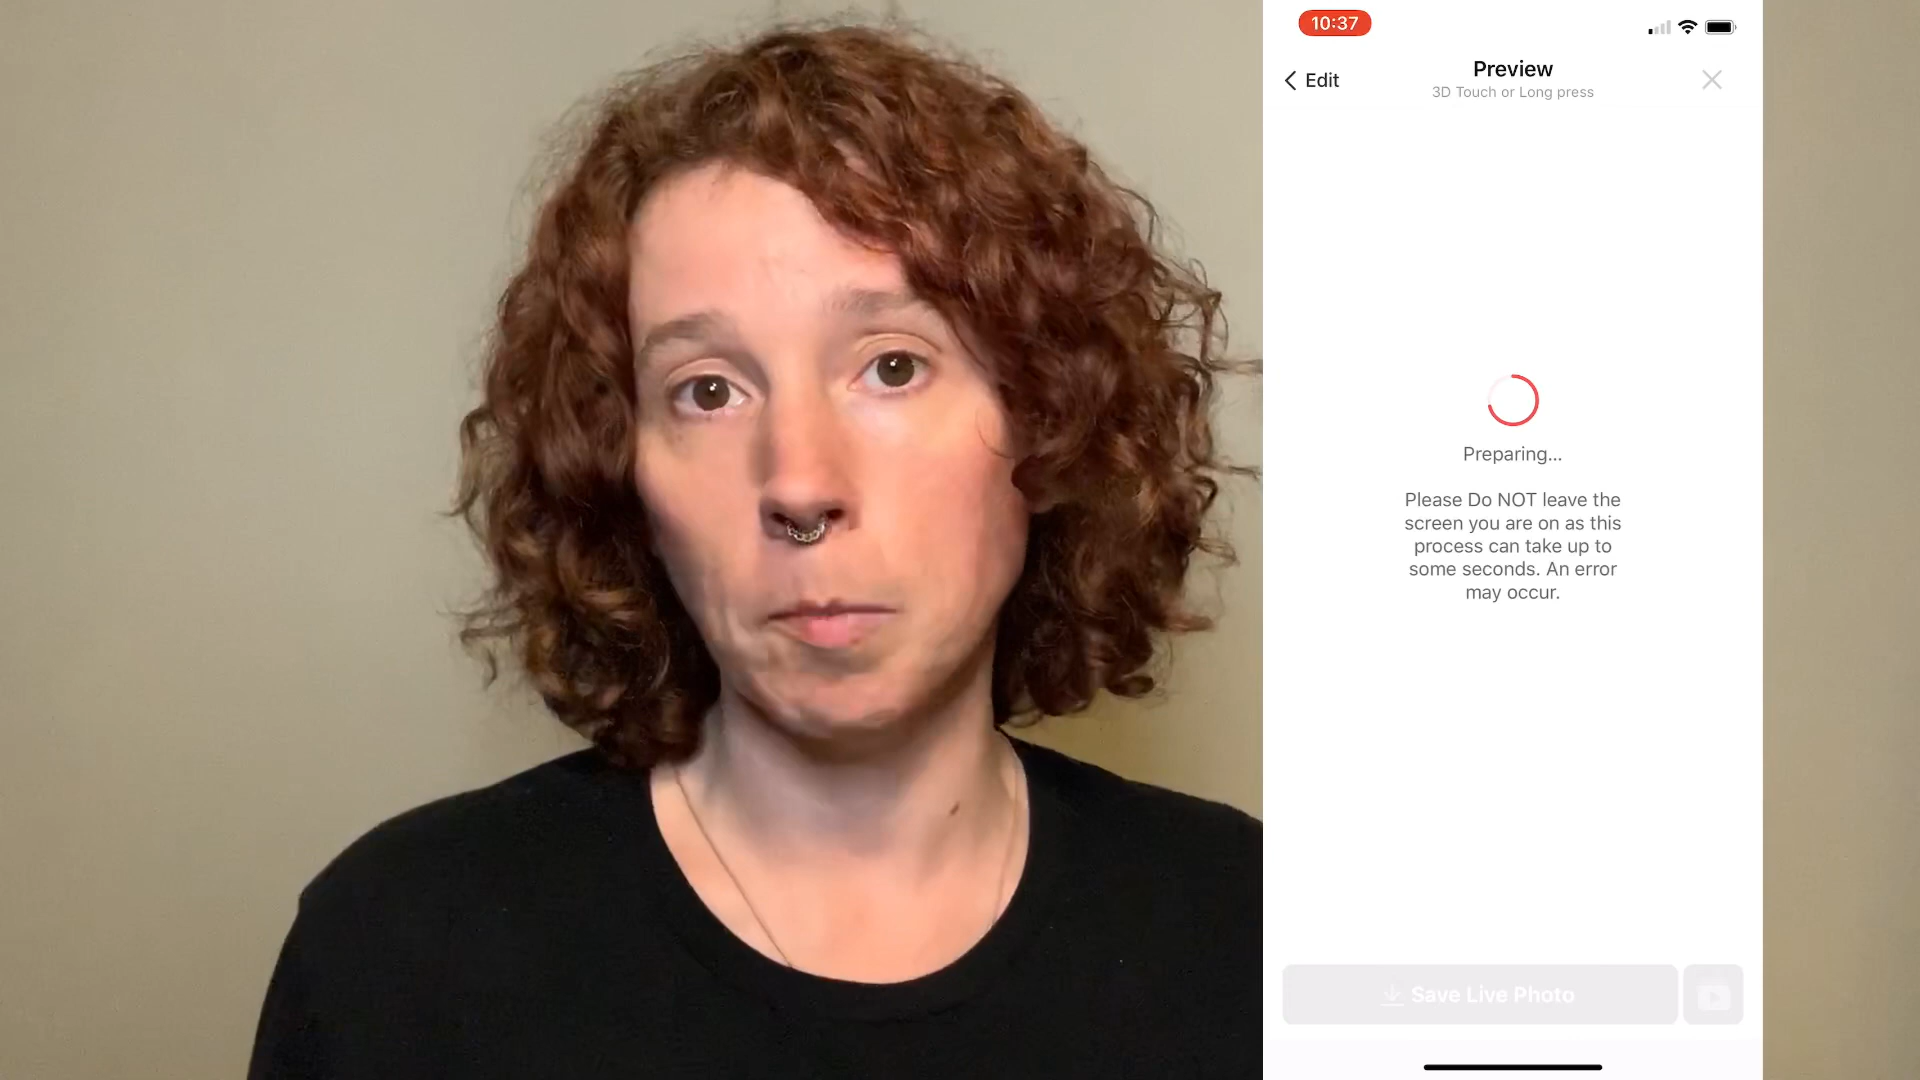 10:37
Edit
Preview
3D Touch or Long press
Preparing...
Please Do NOT leave the
screen you are on as this
process can take up to
some seconds. An error
may occur.
Save Live Photo